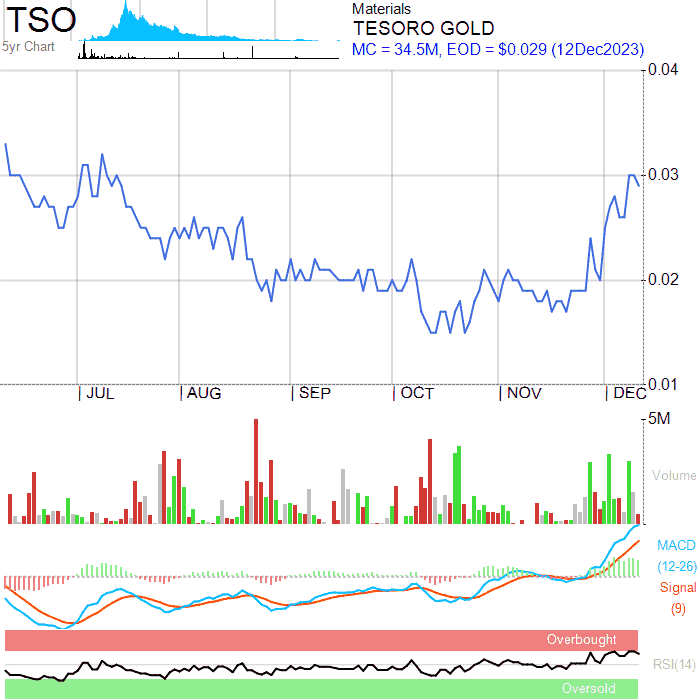 TSO
5yr Chart
Materials
TESORO GOLD
MC = 34.5M, EOD = $0.029 (12Dec2023)
0.04
0.03
0.02
0.01
JUL AUG SEP OCT NOV DEC
5M
Volume
MACD
(12-26)
Signal
(9)
Overbought
RSI(14)
Oversold